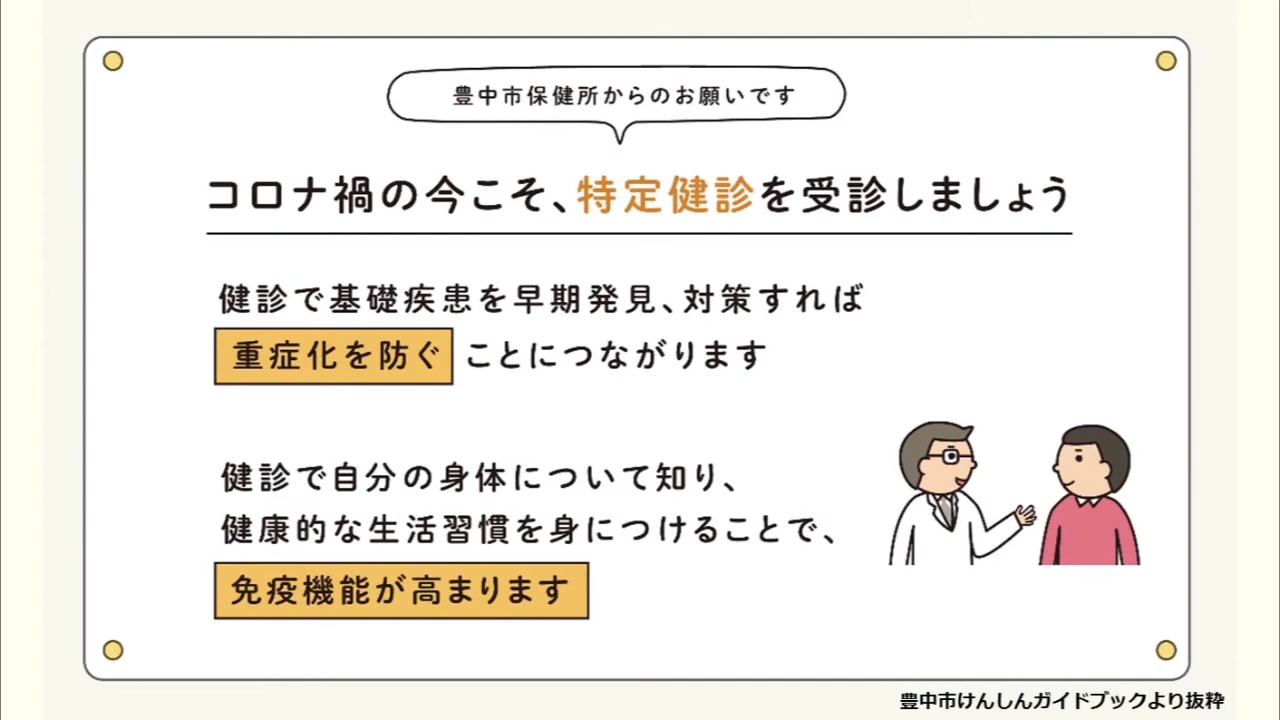 豊中市保健所からのお願いです
コロナ禍の今こそ、特定健診を受診しましょう
健診で基礎疾患を早期発見、対策すれば
重症化を防ぐ ことにつながります
健診で自分の身体について知り、
健康的な生活習慣を身につけることで、
免疫機能が高まります
豊中市けんしんガイドブックより抜粋